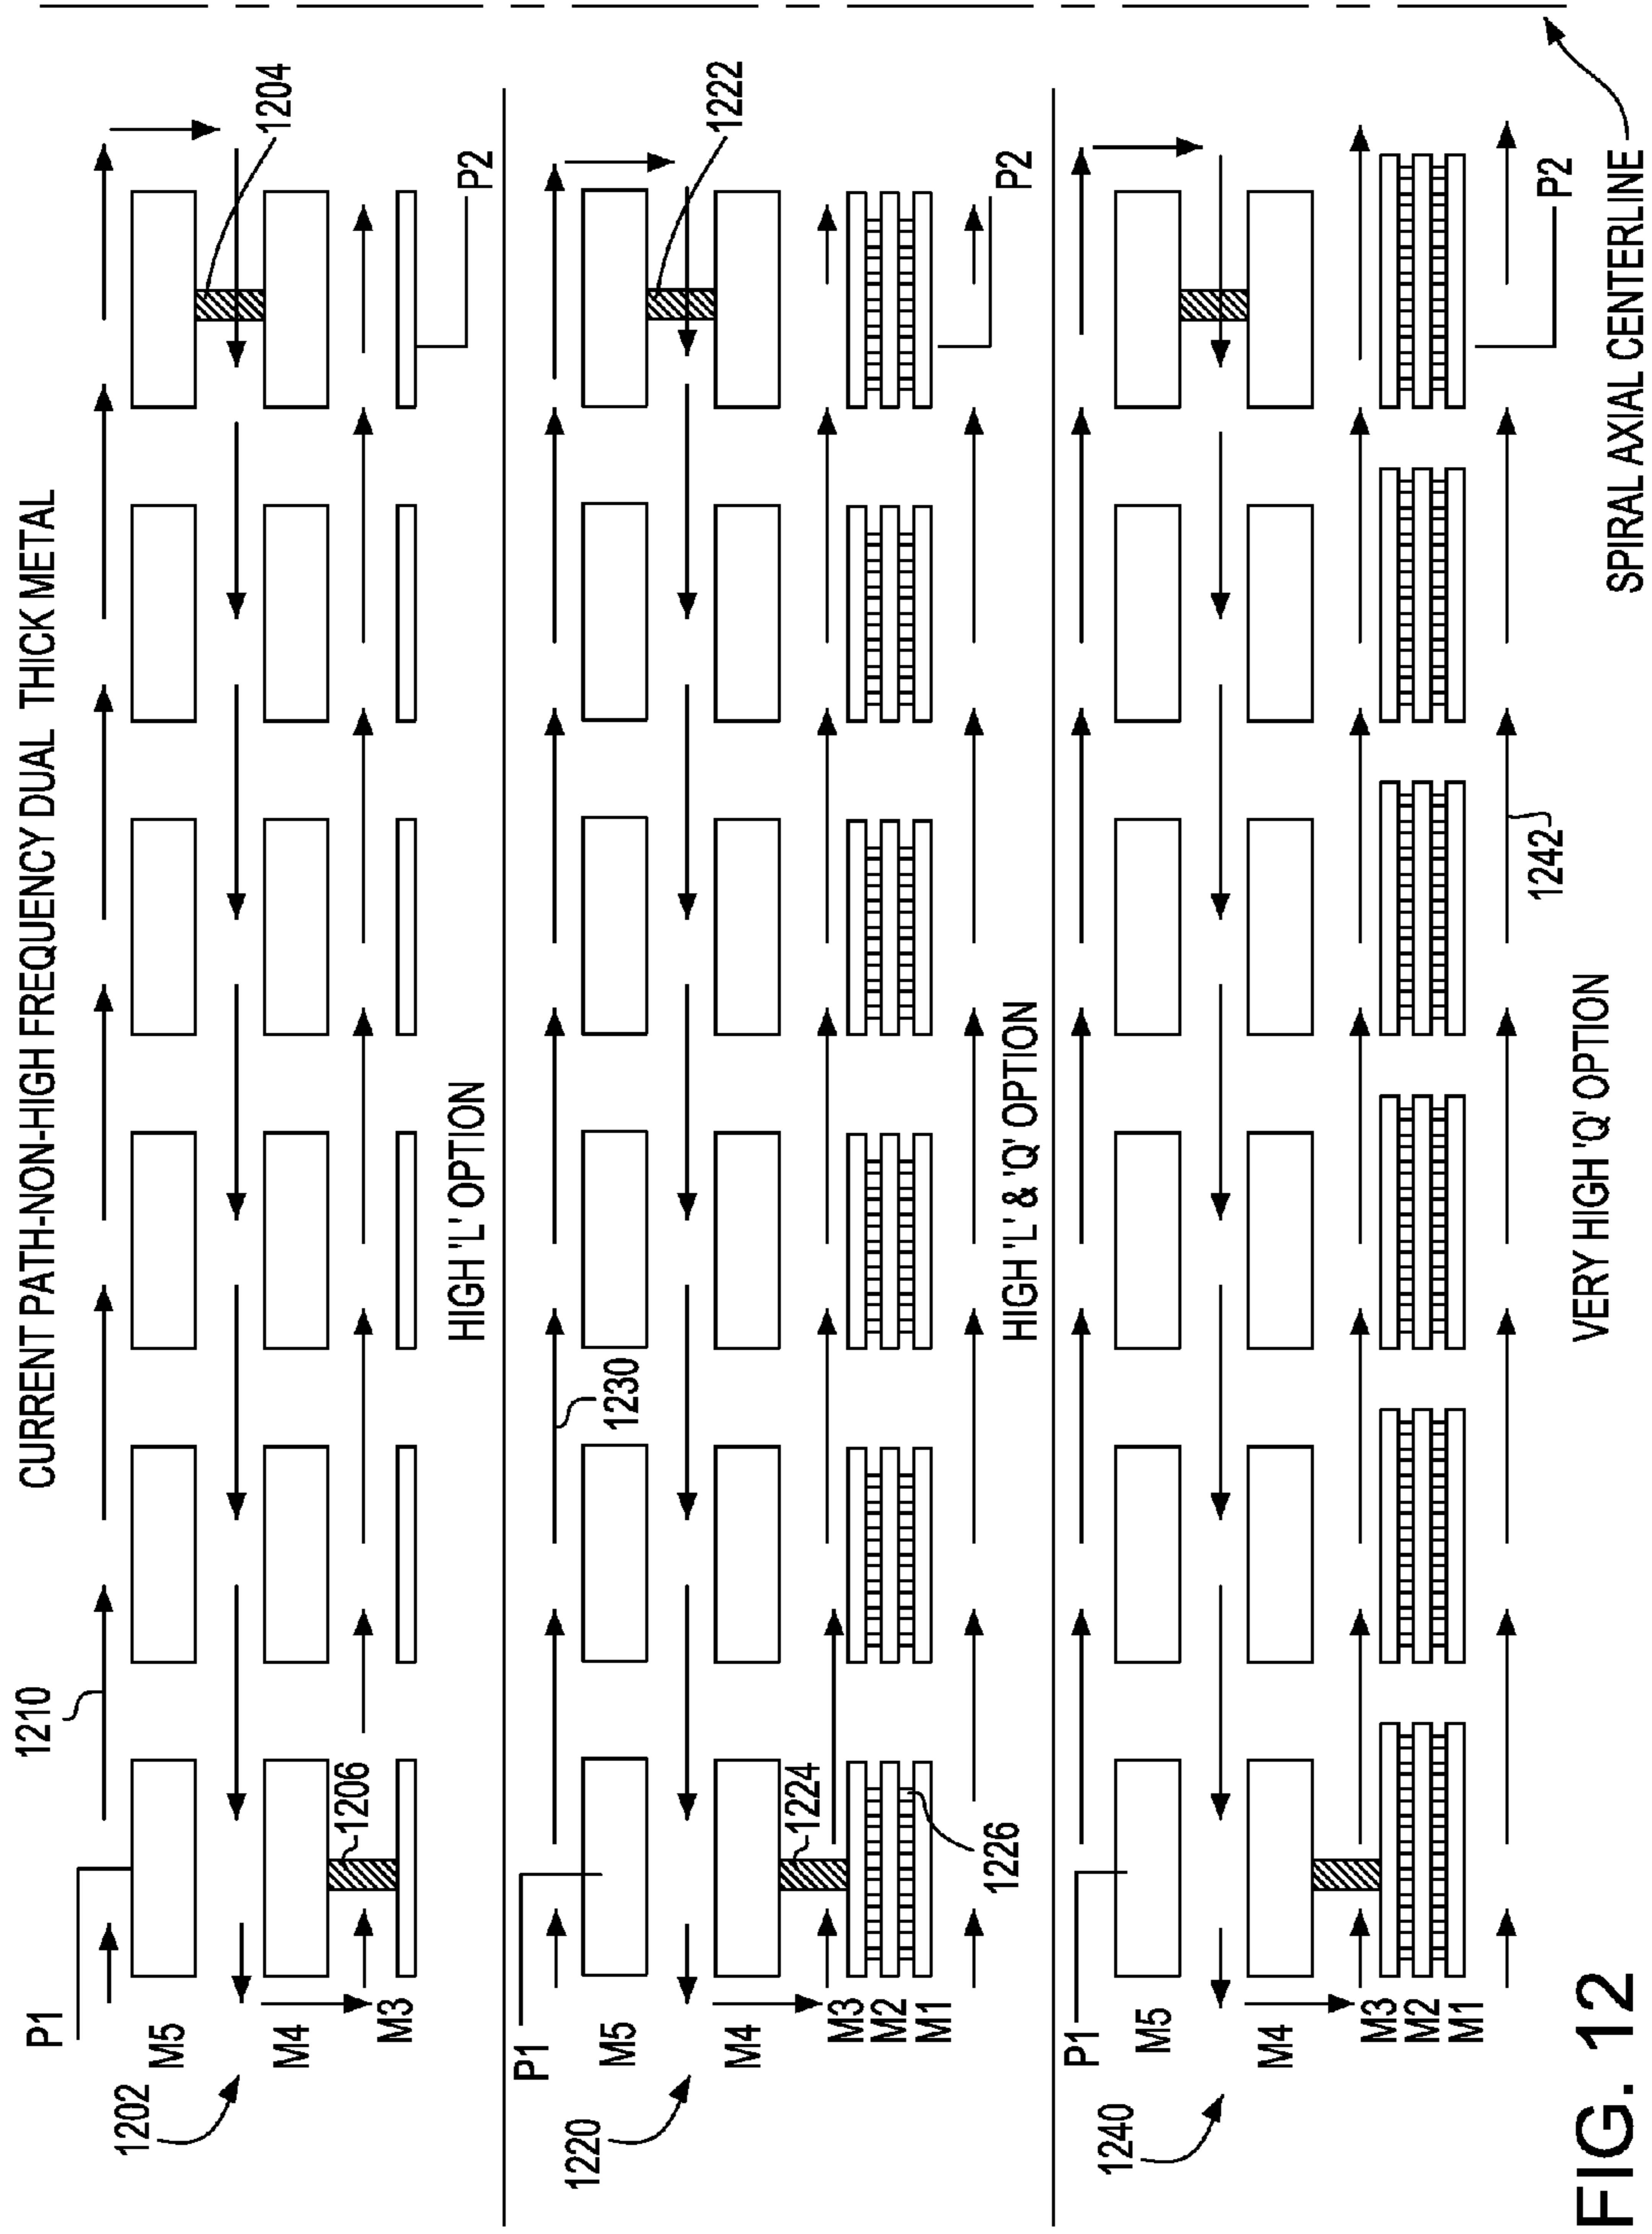 CURRENT PATH-NON-HIGH FREQUENCY DUAL THICK METAL
P1
1210
1204
1202
M5
M4
M3
1206
P2
HIGH 'L' OPTION
P1
1230
1222
1220
M5
M4
M3
M2
M1
1224
1226
P2
HIGH 'L' & 'Q' OPTION
P1
1240
M5
M4
M3
M2
M1
1242
P2
VERY HIGH 'Q' OPTION
SPIRAL AXIAL CENTERLINE
FIG. 12